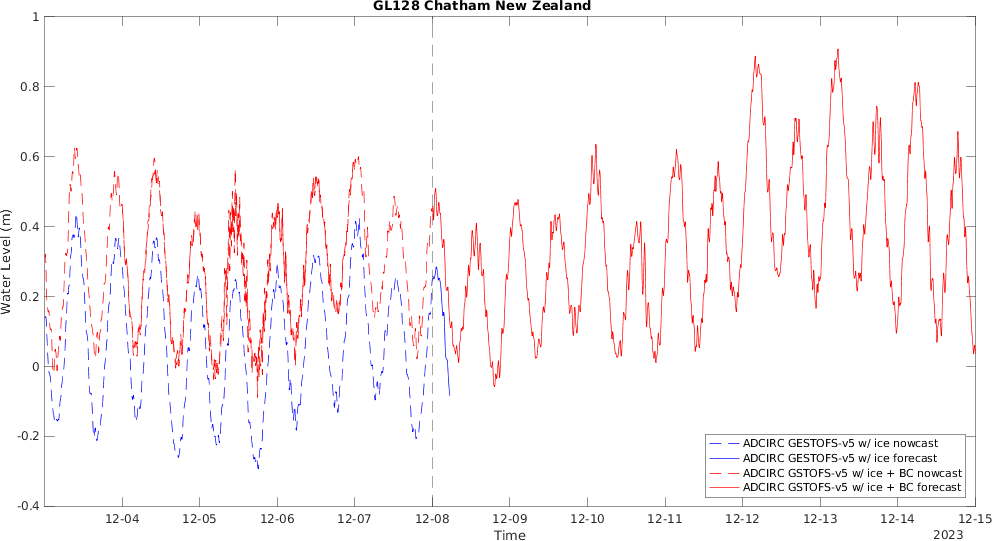 GL128 Chatham New Zealand
1
0.8
0.6
0.4
0.2
0
-0.2
-0.4
Water Level (m)
12-04 12-05 12-06 12-07 12-08 12-09 12-10 12-11 12-12 12-13 12-14 12-15
Time
2023
ADCIRC GESTOFS-v5 w/ ice nowcast
ADCIRC GESTOFS-v5 w/ ice forecast
ADCIRC GSTOFS-v5 w/ ice + BC nowcast
ADCIRC GSTOFS-v5 w/ ice + BC forecast